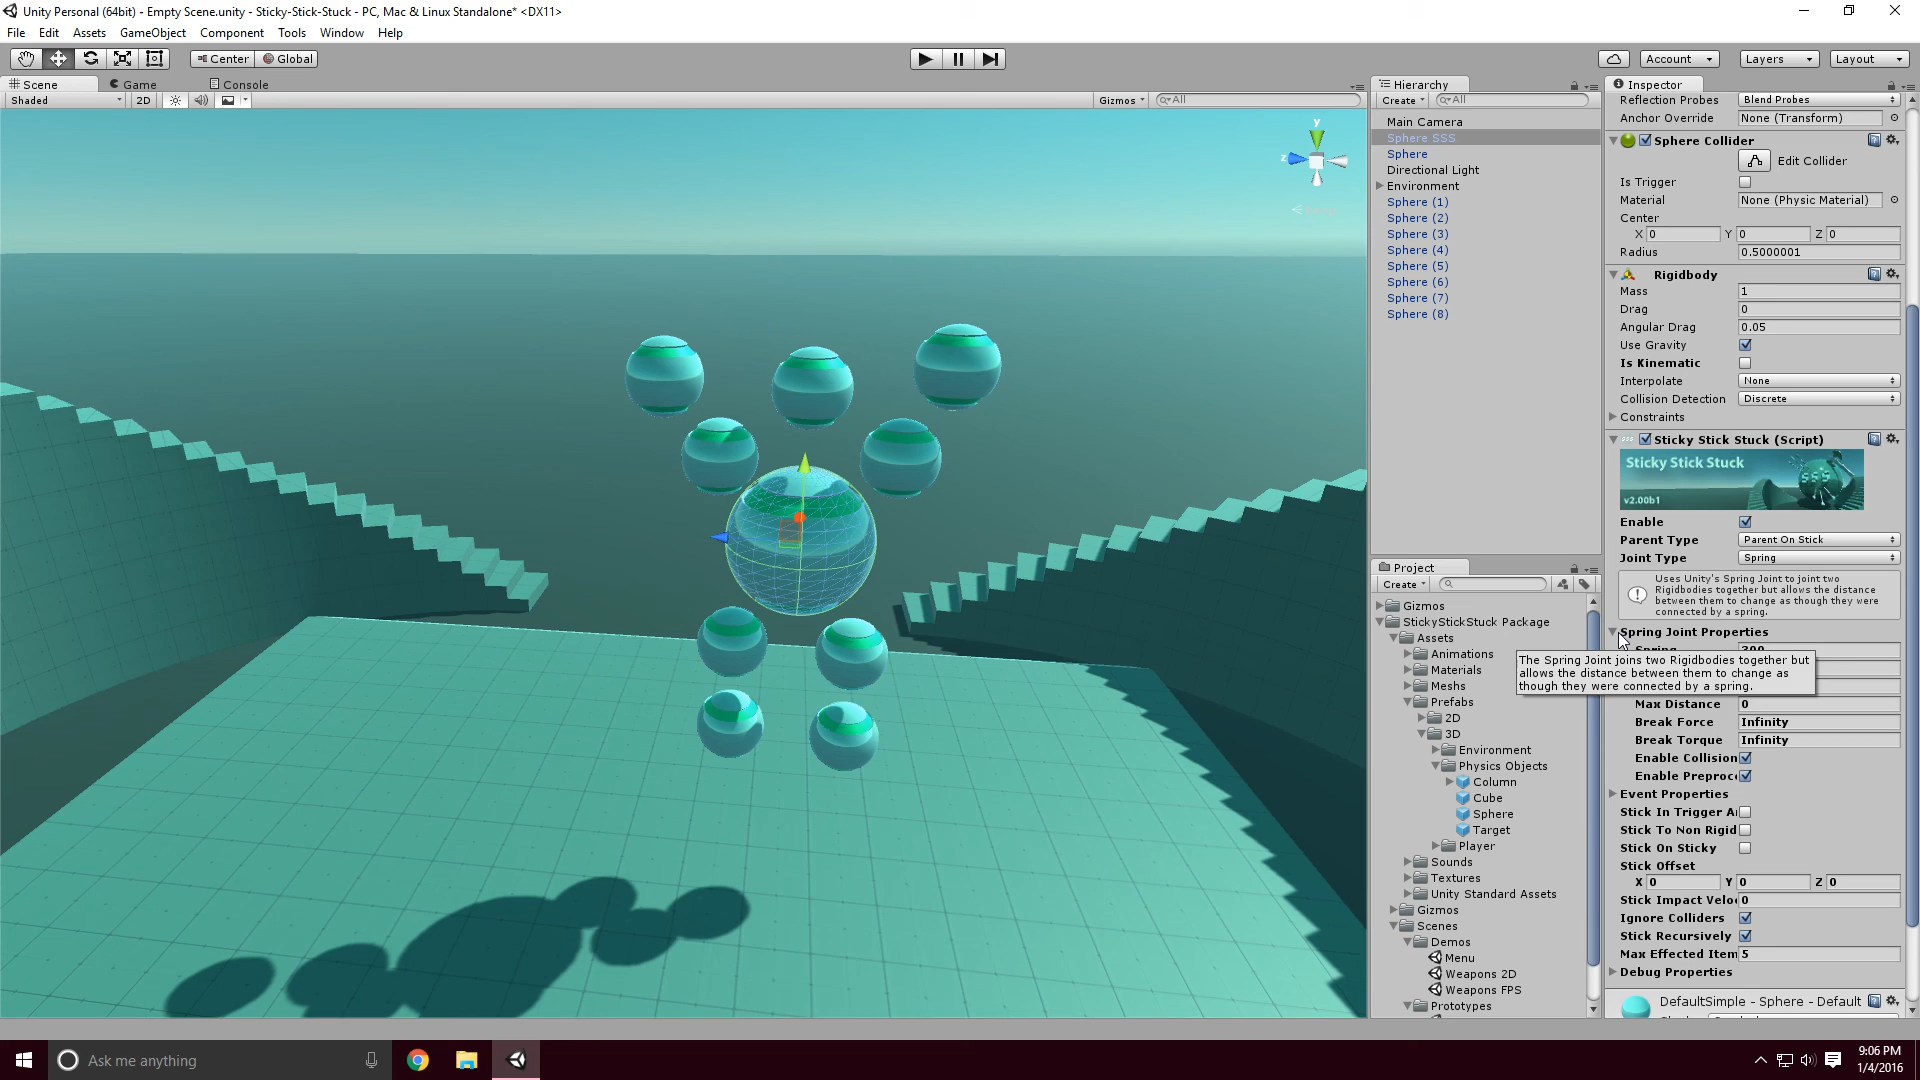 Unity Personal (64bit) - Empty Scene.unity - Sticky-Stick-Stuck - PC, Mac & Linux Standalone* <DX11>
File Edit Assets GameObject Component Tools Window Help
Center Global
Account Layers Layout
Scene Game Console
Shaded 2D Gizmos All
y
z
Hierarchy
Create All
Main Camera
Sphere SSS
Sphere
Directional Light
Environment
Sphere (1)
Sphere (2)
Sphere (3)
Sphere (4)
Sphere (5)
Sphere (6)
Sphere (7)
Sphere (8)
Project
Create
Gizmos
StickyStickStuck Package
Assets
Animations
Materials
Meshes
Prefabs
2D
3D
Environment
Physics Objects
Column
Cube
Sphere
Target
Player
Sounds
Textures
Unity Standard Assets
Gizmos
Scenes
Demos
Menu
Weapons 2D
Weapons FPS
Prototypes
Inspector
Reflection Probes Blend Probes
Anchor Override None (Transform)
Sphere Collider
Edit Collider
Is Trigger
Material None (Physic Material)
Center
X 0 Y 0 Z 0
Radius 0.5000001
Rigidbody
Mass 1
Drag 0
Angular Drag 0.05
Use Gravity
Is Kinematic
Interpolate None
Collision Detection Discrete
Constraints
Sticky Stick Stuck (Script)
Sticky Stick Stuck
SSS
v2.00b1
Enable
Parent Type Parent On Stick
Joint Type Spring
Uses Unity's Spring Joint to joint two
Rigidbodies together but allows the distance
between them to change as though they were
connected by a spring.
Spring Joint Properties
Spring 300
The Spring Joint joins two Rigidbodies together but
allows the distance between them to change as
though they were connected by a spring.
Max Distance 0
Break Force Infinity
Break Torque Infinity
Enable Collision
Enable Preproc
Event Properties
Stick In Trigger A
Stick To Non Rigid
Stick On Sticky
Stick Offset
X 0 Y 0 Z 0
Stick Impact Velo 0
Ignore Colliders
Stick Recursively
Max Effected Item 5
Debug Properties
DefaultSimple - Sphere - Default
Ask me anything
9:06 PM
1/4/2016